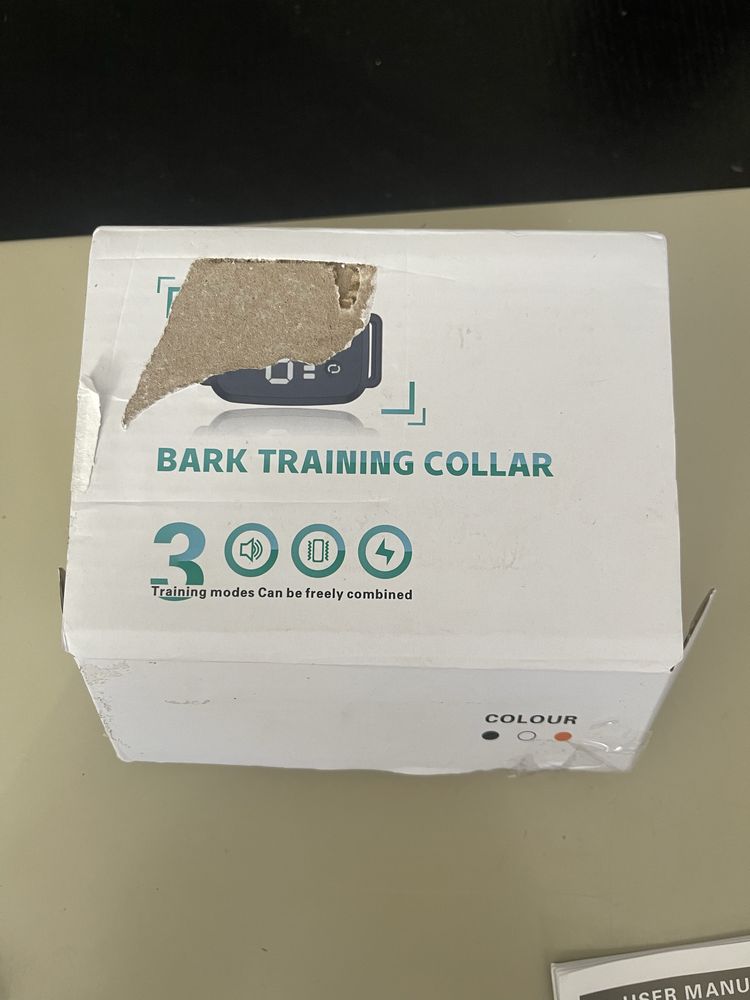 BARK TRAINING COLLAR
3
Training modes Can be freely combined
COLOUR
USER MANU